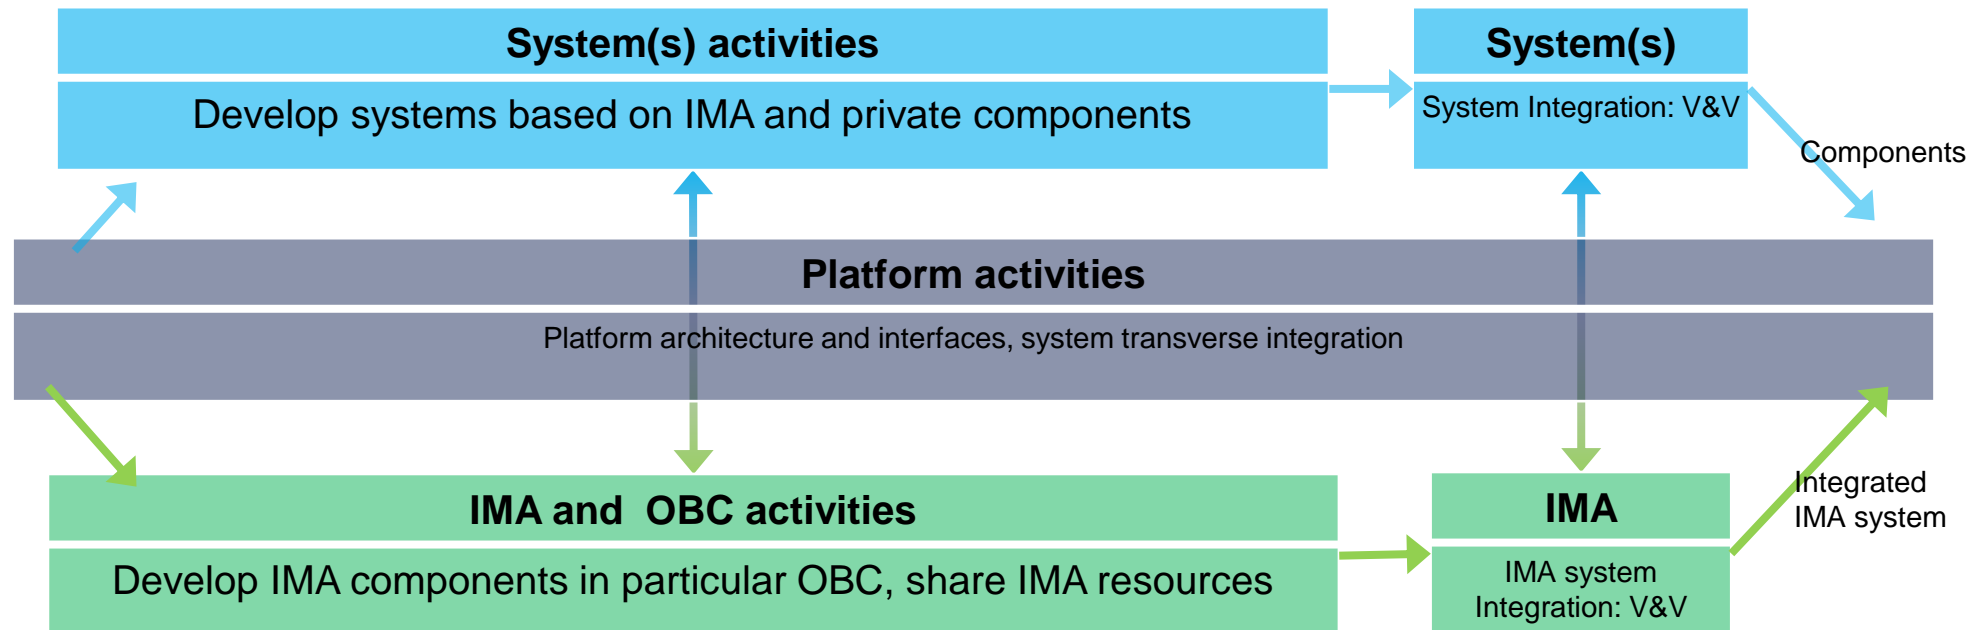 System(s) activities
System(s)
Develop systems based on IMA and private components
System Integration: V&V
Components
Platform activities
Platform architecture and interfaces, system transverse integration
IMA and  OBC activities
IMA
Integrated
IMA system
Develop IMA components in particular OBC, share IMA resources
IMA system
Integration: V&V